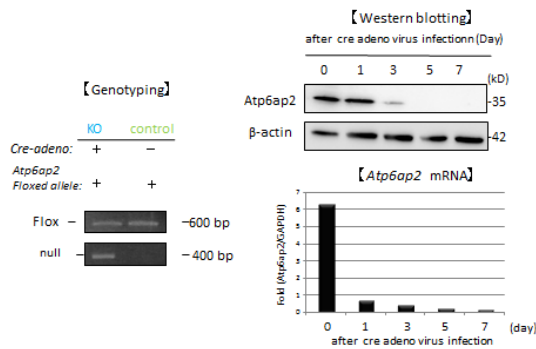 【Genotyping】
KO control
Cre-adeno: + −
Atp6ap2
Floxed allele: + +
Flox − −600 bp
null − −400 bp
【Western blotting】
after cre adeno virus infectionn (Day)
0 1 3 5 7
(kD)
Atp6ap2 -35
β-actin -42
【Atp6ap2 mRNA】
Fold (Atp6ap2/GAPDH)
7
6
5
4
3
2
1
0
0 1 3 5 7 (day)
after cre adeno virus infection